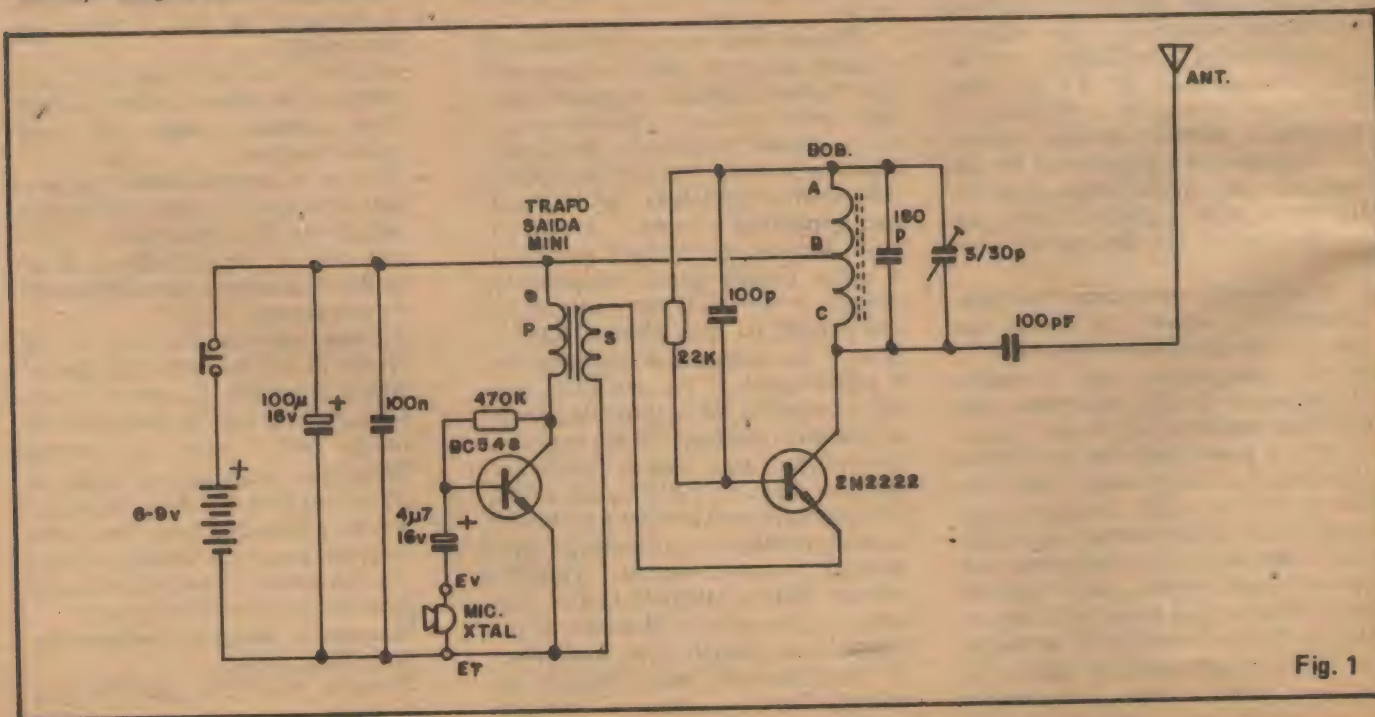 ANT.
BOB.
A
TRAPO
SAIDA
MINI
180
p
B
3/30p
P
S
100p
C
100pF
22K
100µ
16v
+
100n
470K
BC548
2N2222
+
6-9v
4µ7
16v
+
EV
MIC.
XTAL
ET
Fig. 1